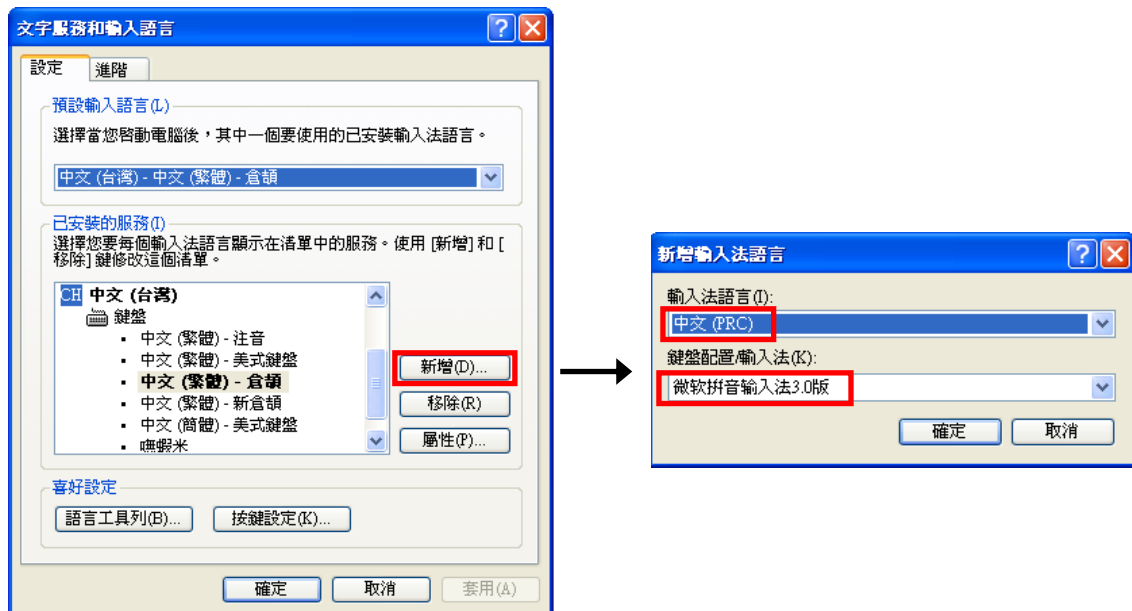 文字服務和輸入語言
設定
進階
預設輸入語言(L)
選擇當您啓動電腦後，其中一個要使用的已安裝輸入法語言。
中文 (台灣) - 中文 (繁體) - 倉頡
已安裝的服務(I)
選擇您要每個輸入法語言顯示在清單中的服務。使用 [新增] 和 [
移除] 鍵修改這個清單。
CH 中文 (台灣)
鍵盤
▪ 中文 (繁體) - 注音
▪ 中文 (繁體) - 美式鍵盤
▪ 中文 (繁體) - 倉頡
▪ 中文 (繁體) - 新倉頡
▪ 中文 (簡體) - 美式鍵盤
▪ 嘸蝦米
新增(D)...
移除(R)
屬性(P)...
喜好設定
語言工具列(B)...
按鍵設定(K)...
確定
取消
套用(A)
新增輸入法語言
輸入法語言(I):
中文 (PRC)
鍵盤配置/輸入法(K):
微软拼音输入法3.0版
確定
取消